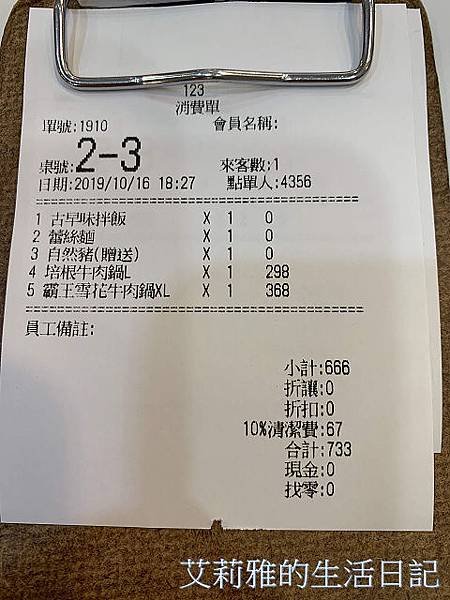 123
消費單
單號:1910 會員名稱:
桌號:2-3 來客數:1
日期:2019/10/16 18:27 點單人:4356
1 古早味拌飯 X 1 0
2 蕾絲麵 X 1 0
3 自然豬(贈送) X 1 0
4 培根牛肉鍋L X 1 298
5 霸王雪花牛肉鍋XL X 1 368
員工備註:
小計:666
折讓:0
折扣:0
10%清潔費:67
合計:733
現金:0
找零:0
艾莉雅的生活日記